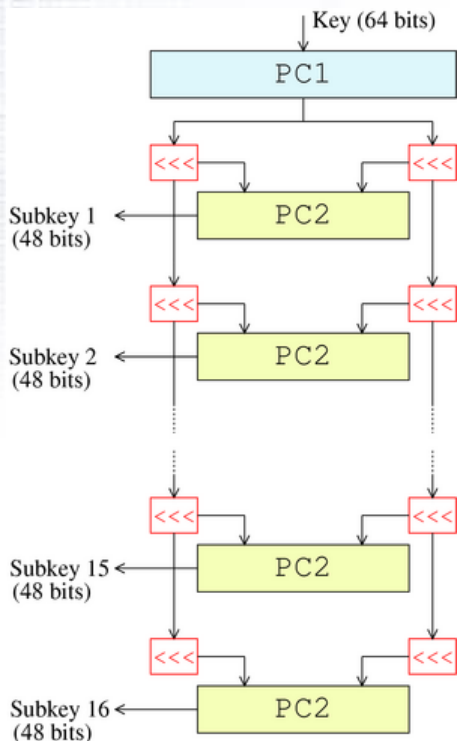 Key (64 bits)
PC1
<<< <<<
PC2
Subkey 1
(48 bits)
<<< <<<
PC2
Subkey 2
(48 bits)
<<< <<<
PC2
Subkey 15
(48 bits)
<<< <<<
PC2
Subkey 16
(48 bits)